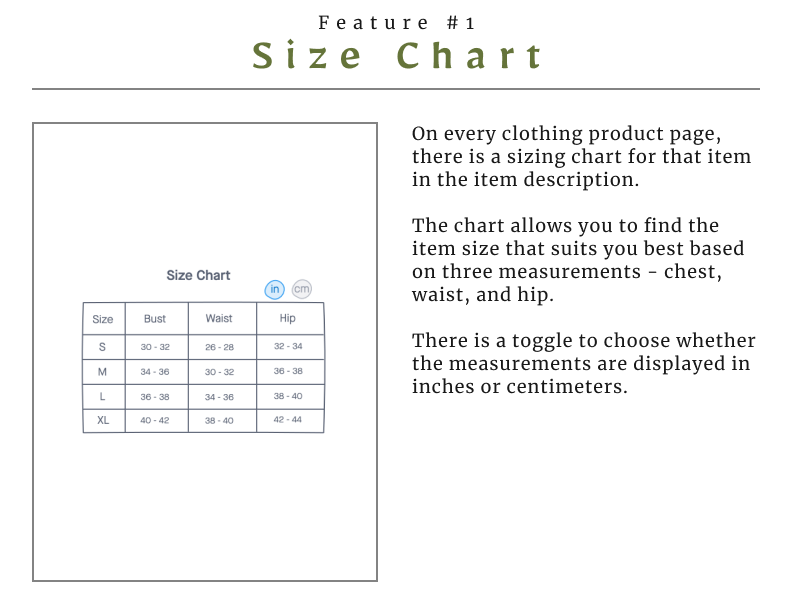 Feature #1
Size Chart
Size Chart
in cm
Size Bust Waist Hip
S 30 - 32 26 - 28 32 - 34
M 34 - 36 30 - 32 36 - 38
L 36 - 38 34 - 36 38 - 40
XL 40 - 42 38 - 40 42 - 44
On every clothing product page,
there is a sizing chart for that item
in the item description.
The chart allows you to find the
item size that suits you best based
on three measurements - chest,
waist, and hip.
There is a toggle to choose whether
the measurements are displayed in
inches or centimeters.